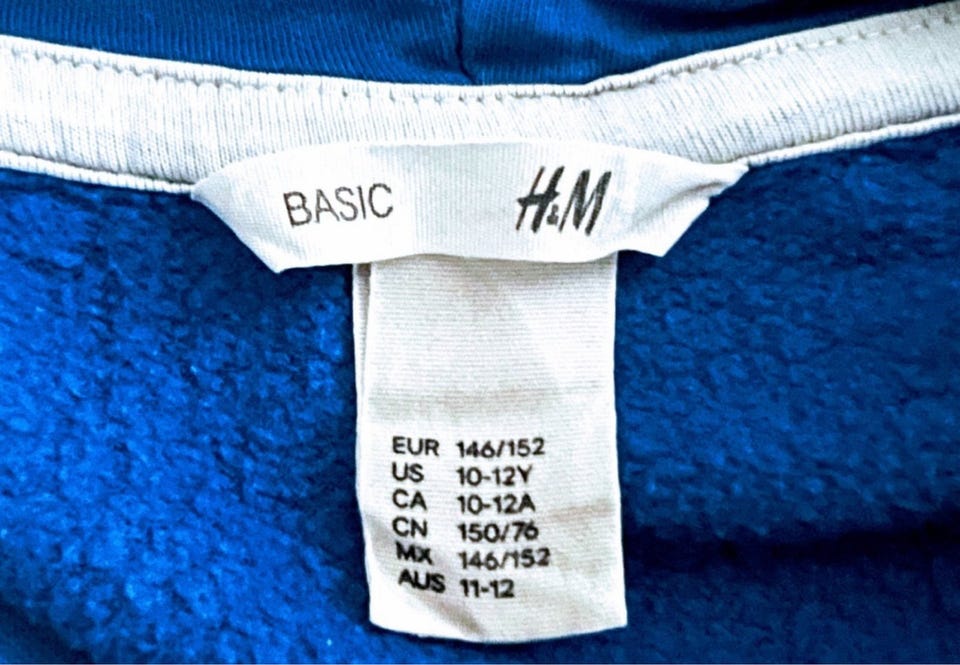 BASIC H&M
EUR 146/152
US 10-12Y
CA 10-12A
CN 150/76
MX 146/152
AUS 11-12